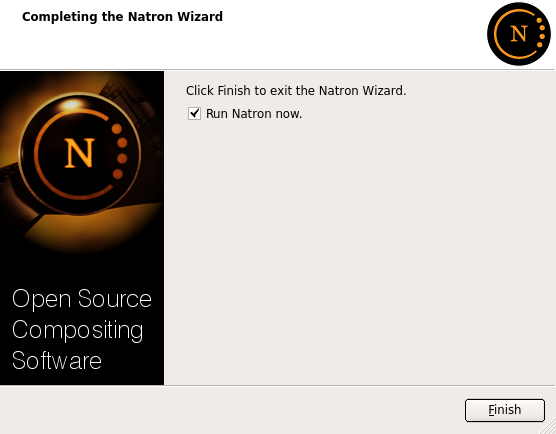 Completing the Natron Wizard
N
Click Finish to exit the Natron Wizard.
Run Natron now.
N
Open Source
Compositing
Software
Finish